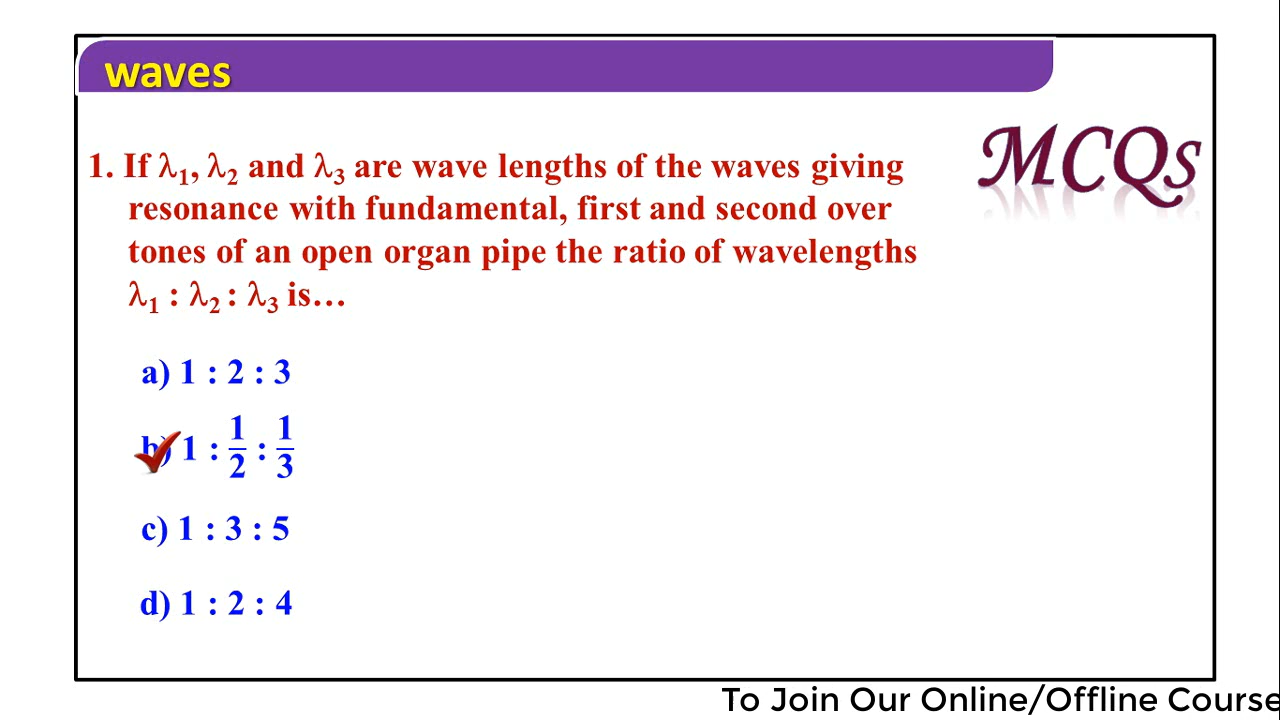 waves
MCQs
1. If λ₁, λ₂ and λ₃ are wave lengths of the waves giving
resonance with fundamental, first and second over
tones of an open organ pipe the ratio of wavelengths
λ₁ : λ₂ : λ₃ is…
a) 1 : 2 : 3
b) 1 : 1/2 : 1/3
c) 1 : 3 : 5
d) 1 : 2 : 4
To Join Our Online/Offline Course